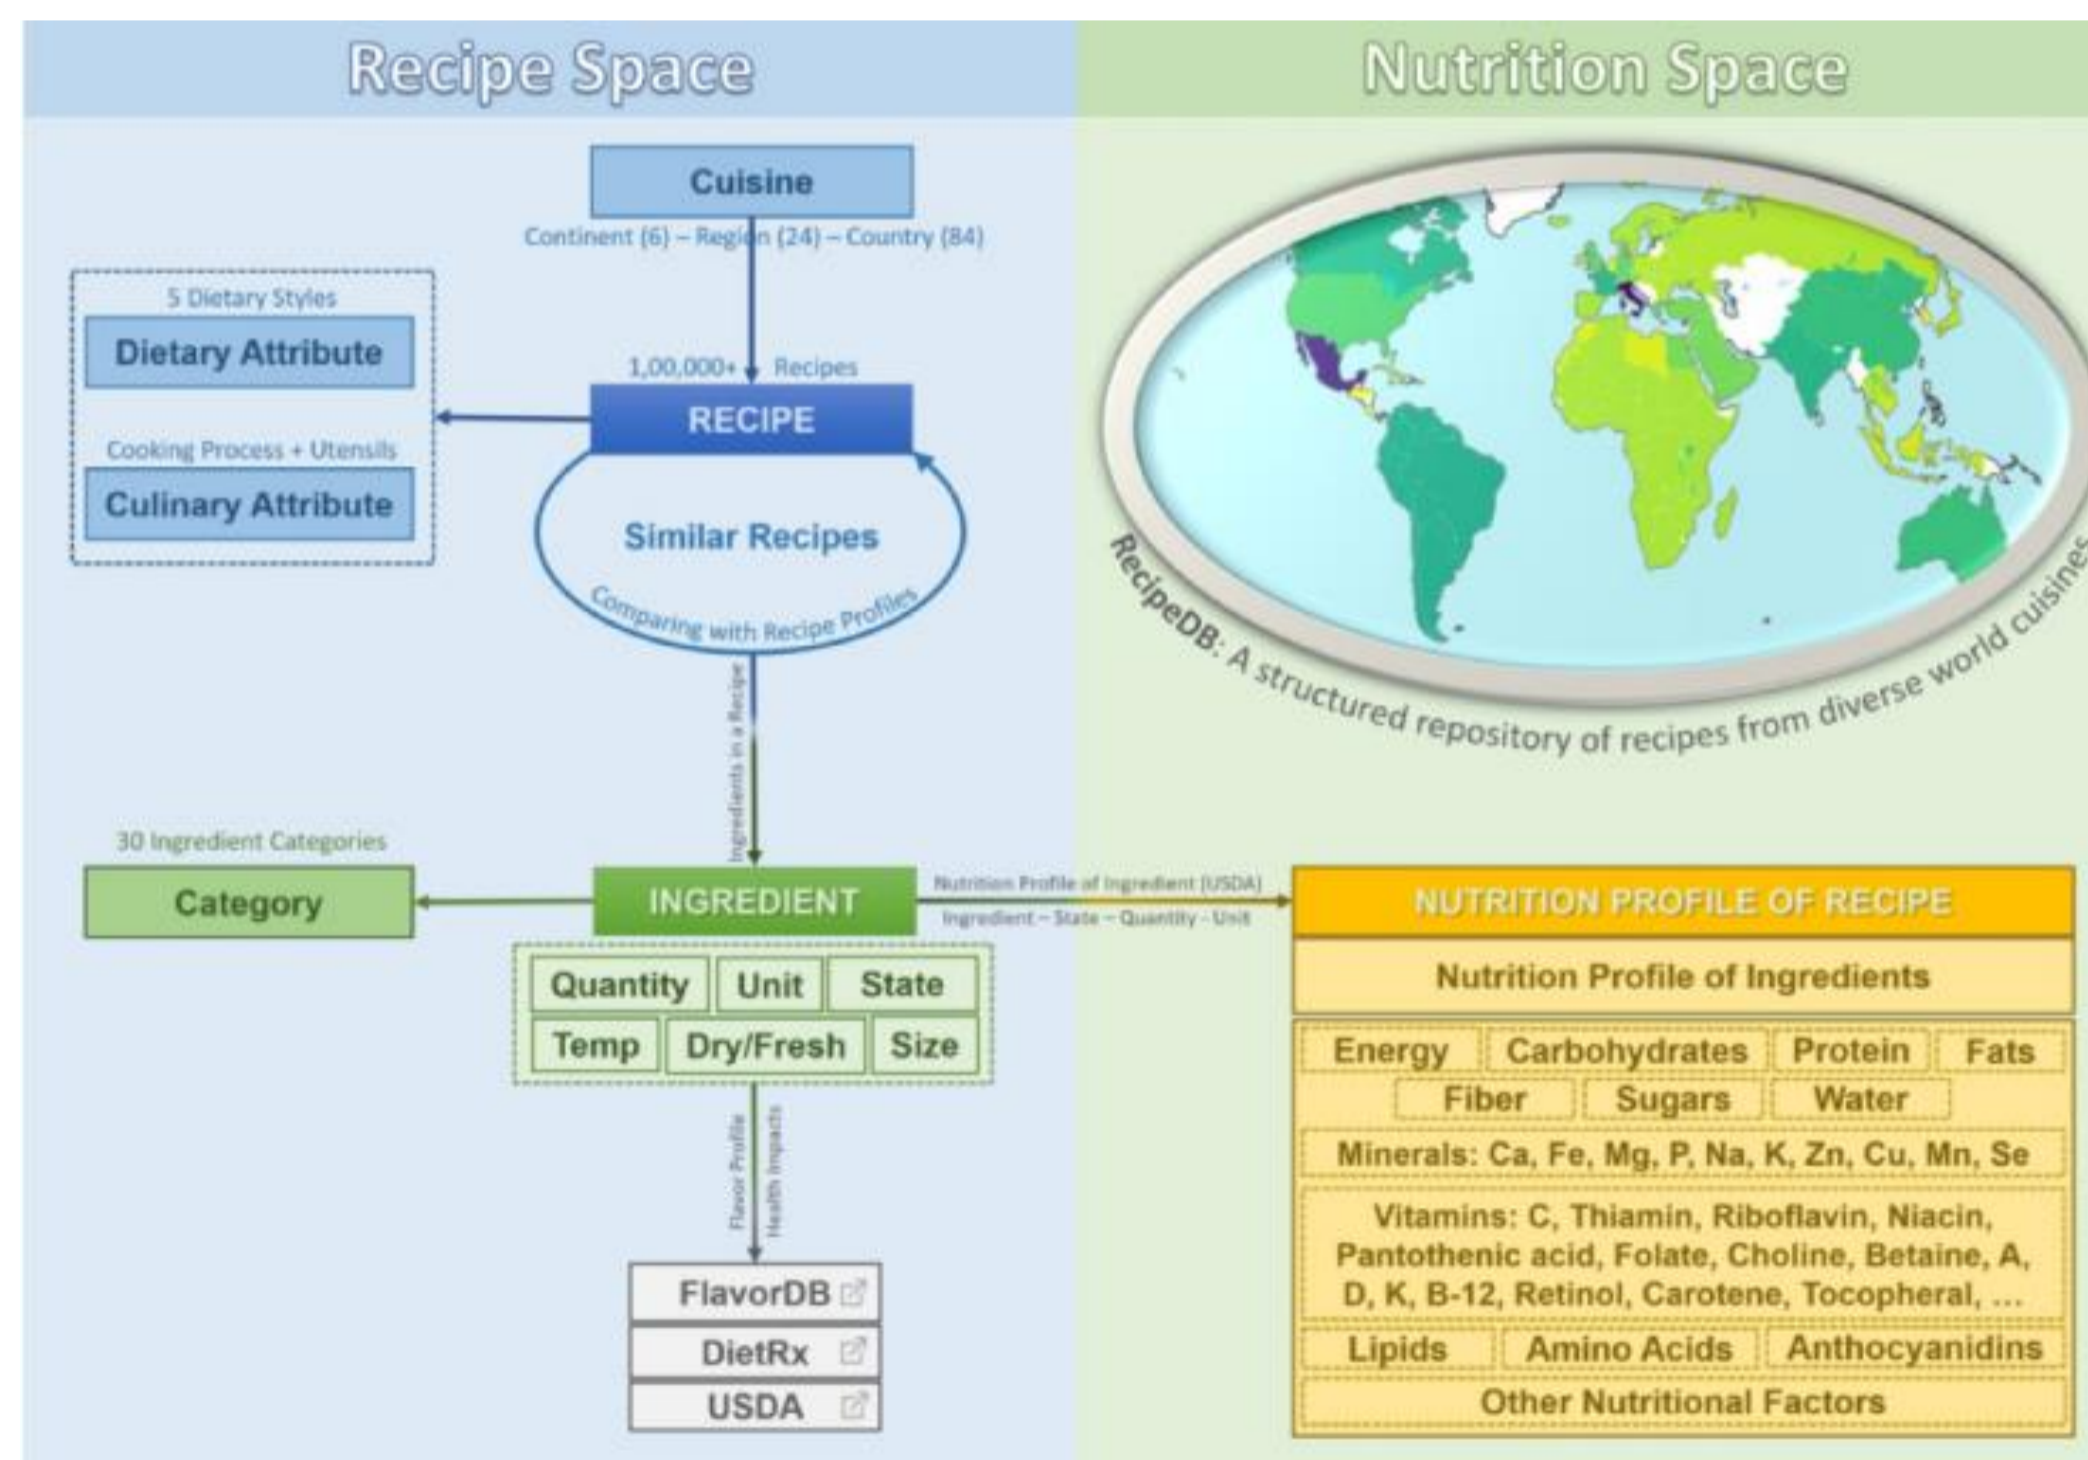 Recipe Space
Nutrition Space
Cuisine
Continent (6) – Region (24) – Country (84)
5 Dietary Styles
Dietary Attribute
Cooking Process + Utensils
Culinary Attribute
1,00,000+ Recipes
RECIPE
Similar Recipes
Comparing with Recipe Profiles
Ingredients in a Recipe
RecipeDB: A structured repository of recipes from diverse world cuisines
30 Ingredient Categories
Category
INGREDIENT
Nutrition Profile of Ingredient (USDA)
Ingredient – State – Quantity - Unit
Quantity Unit State
Temp Dry/Fresh Size
Flavor Profile
Health Impacts
FlavorDB
DietRx
USDA
NUTRITION PROFILE OF RECIPE
Nutrition Profile of Ingredients
Energy Carbohydrates Protein Fats
Fiber Sugars Water
Minerals: Ca, Fe, Mg, P, Na, K, Zn, Cu, Mn, Se
Vitamins: C, Thiamin, Riboflavin, Niacin,
Pantothenic acid, Folate, Choline, Betaine, A,
D, K, B-12, Retinol, Carotene, Tocopheral, ...
Lipids Amino Acids Anthocyanidins
Other Nutritional Factors